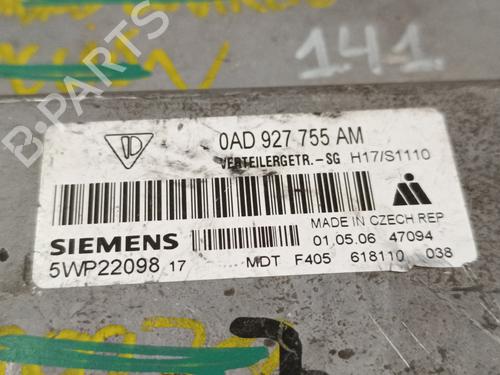 141
B-PARTS
0AD 927 755 AM
VERTEILERGETR.-SG H17/S1110
MADE IN CZECH REP
SIEMENS
01.05.06 47094
5WP22098 17
MDT F405 618110 038